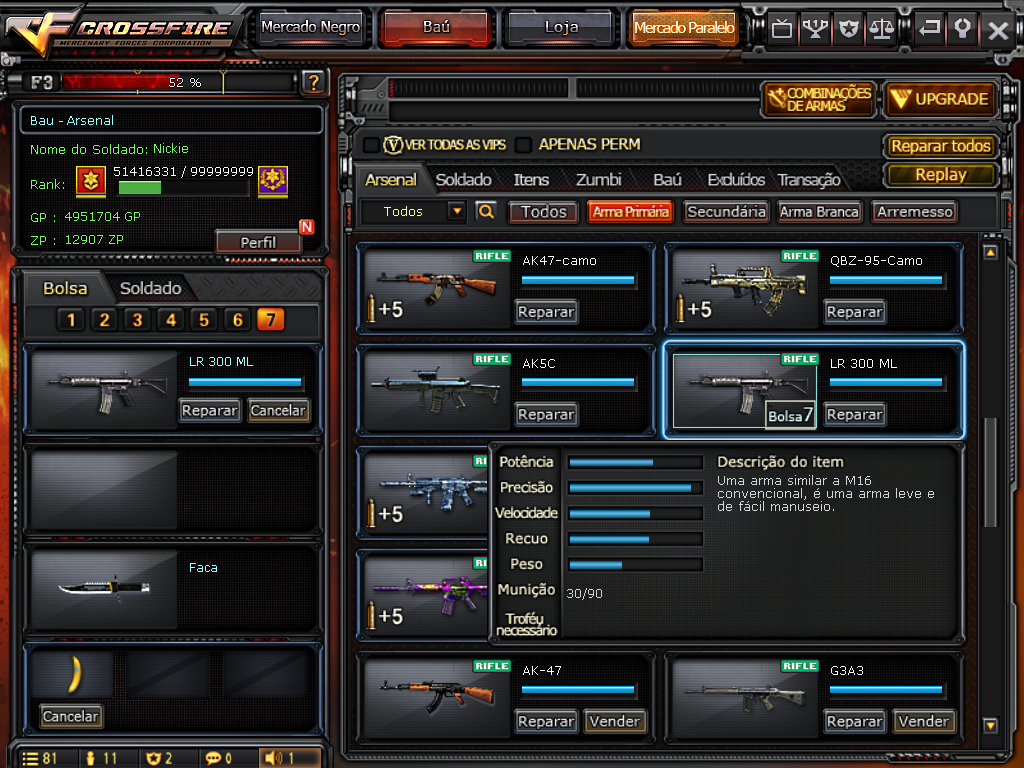 CROSSFIRE
MERCENARY FORCES CORPORATION
Mercado Negro
Baú
Loja
Mercado Paralelo
F3
52 %
?
Bau - Arsenal
Nome do Soldado: Nickie
Rank:
51416331 / 99999999
GP : 4951704 GP
ZP : 12907 ZP
N
Perfil
Bolsa
Soldado
1 2 3 4 5 6 7
LR 300 ML
Reparar
Cancelar
Faca
Cancelar
81
11
2
0
1
COMBINAÇÕES
DE ARMAS
UPGRADE
V VER TODAS AS VIPS
APENAS PERM
Reparar todos
Replay
Arsenal
Soldado
Itens
Zumbi
Baú
Excluídos
Transação
Todos
Todos
Arma Primária
Secundária
Arma Branca
Arremesso
RIFLE
AK47-camo
+5
Reparar
RIFLE
QBZ-95-Camo
+5
Reparar
RIFLE
AK5C
Reparar
RIFLE
LR 300 ML
Bolsa7
Reparar
RI
+5
RI
+5
Potência
Precisão
Velocidade
Recuo
Peso
Munição
30/90
Troféu
necessário
Descrição do item
Uma arma similar a M16
convencional, é uma arma leve e
de fácil manuseio.
RIFLE
AK-47
Reparar
Vender
RIFLE
G3A3
Reparar
Vender